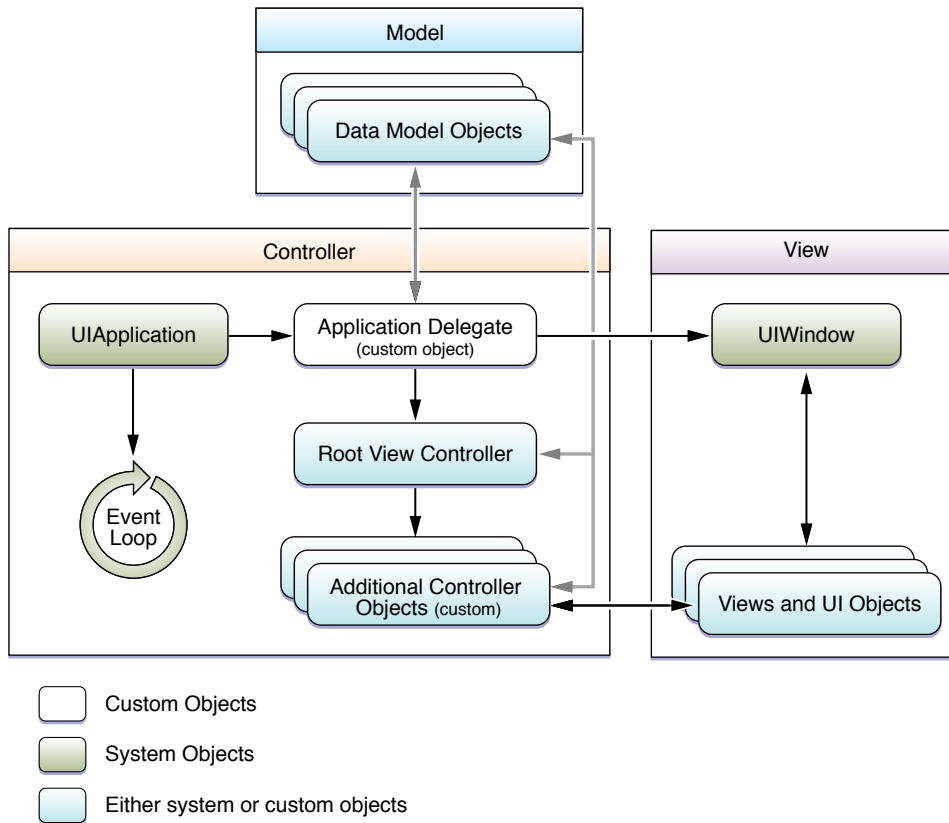 Model
Data Model Objects
Controller
View
UIApplication
Application Delegate
(custom object)
UIWindow
Root View Controller
Event
Loop
Additional Controller
Objects (custom)
Views and UI Objects
Custom Objects
System Objects
Either system or custom objects